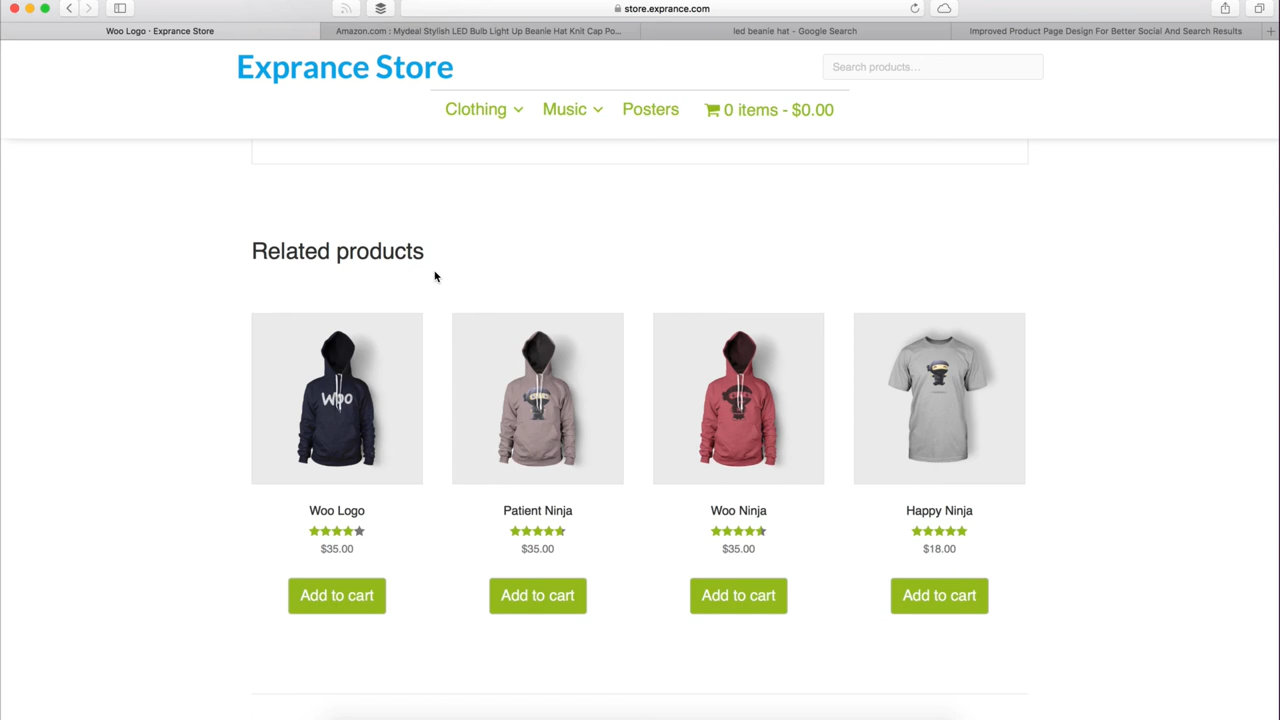 store.exprance.com
Woo Logo · Exprance Store
Amazon.com : Mydeal Stylish LED Bulb Light Up Beanie Hat Knit Cap Po...
led beanie hat - Google Search
Improved Product Page Design For Better Social And Search Results
Exprance Store
Search products...
Clothing
Music
Posters
0 items - $0.00
Related products
Woo
Woo Logo
Patient Ninja
Woo Ninja
Happy Ninja
$35.00
$35.00
$35.00
$18.00
Add to cart
Add to cart
Add to cart
Add to cart